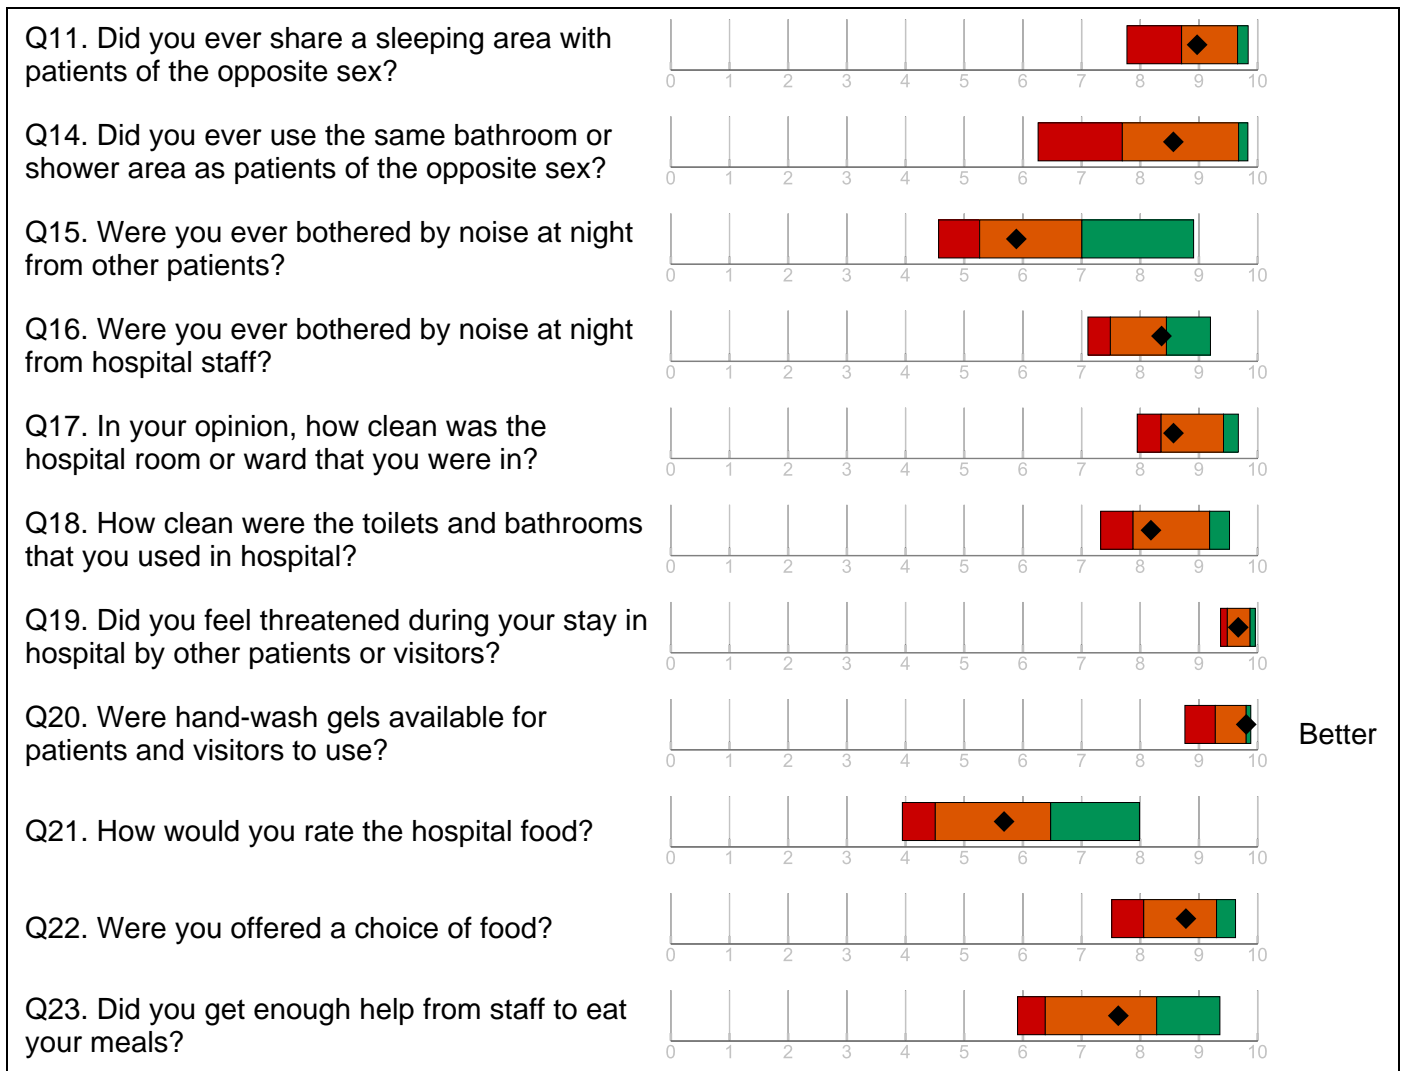 Q11. Did you ever share a sleeping area with
patients of the opposite sex?
0 1 2 3 4 5 6 7 8 9 10
Q14. Did you ever use the same bathroom or
shower area as patients of the opposite sex?
0 1 2 3 4 5 6 7 8 9 10
Q15. Were you ever bothered by noise at night
from other patients?
0 1 2 3 4 5 6 7 8 9 10
Q16. Were you ever bothered by noise at night
from hospital staff?
0 1 2 3 4 5 6 7 8 9 10
Q17. In your opinion, how clean was the
hospital room or ward that you were in?
0 1 2 3 4 5 6 7 8 9 10
Q18. How clean were the toilets and bathrooms
that you used in hospital?
0 1 2 3 4 5 6 7 8 9 10
Q19. Did you feel threatened during your stay in
hospital by other patients or visitors?
0 1 2 3 4 5 6 7 8 9 10
Q20. Were hand-wash gels available for
patients and visitors to use?
0 1 2 3 4 5 6 7 8 9 10
Better
Q21. How would you rate the hospital food?
0 1 2 3 4 5 6 7 8 9 10
Q22. Were you offered a choice of food?
0 1 2 3 4 5 6 7 8 9 10
Q23. Did you get enough help from staff to eat
your meals?
0 1 2 3 4 5 6 7 8 9 10